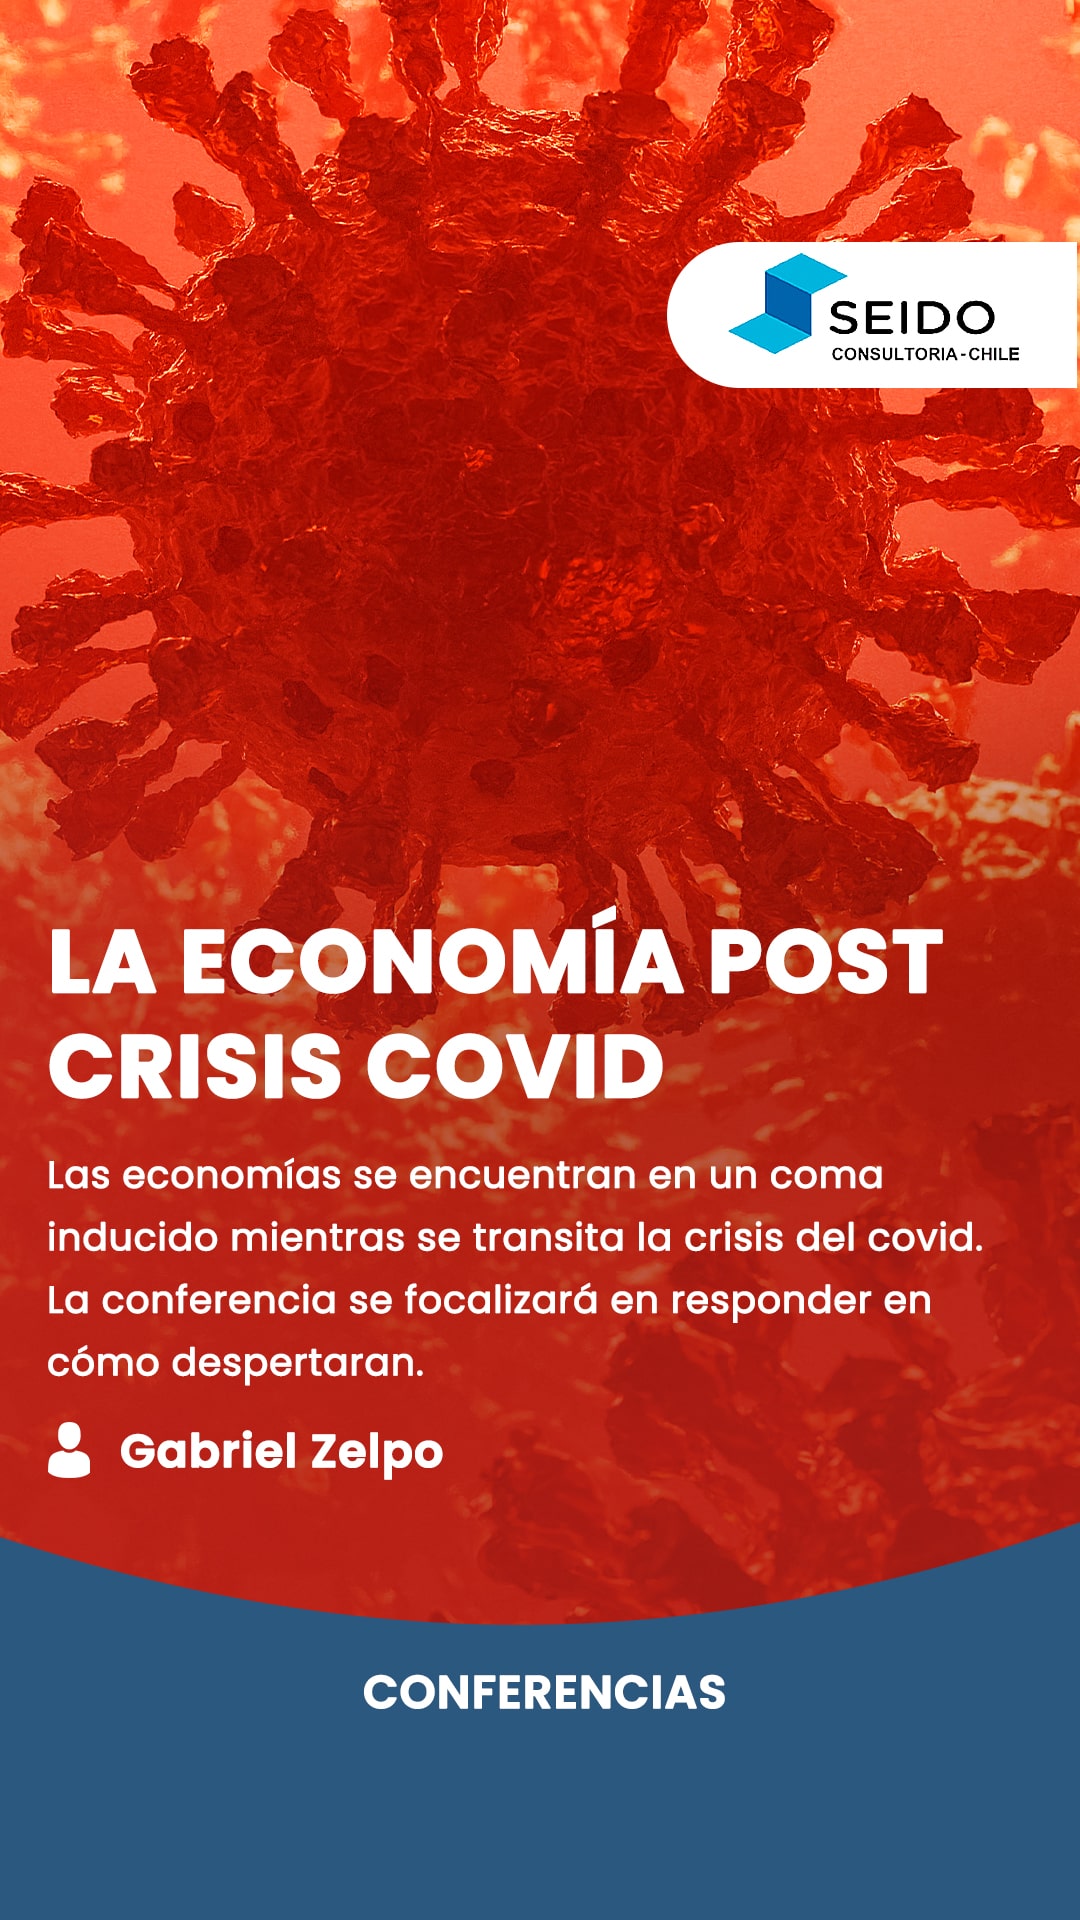 SEIDO
CONSULTORIA-CHILE
LA ECONOMÍA POST
CRISIS COVID
Las economías se encuentran en un coma
inducido mientras se transita la crisis del covid.
La conferencia se focalizará en responder en
cómo despertaran.
Gabriel Zelpo
CONFERENCIAS